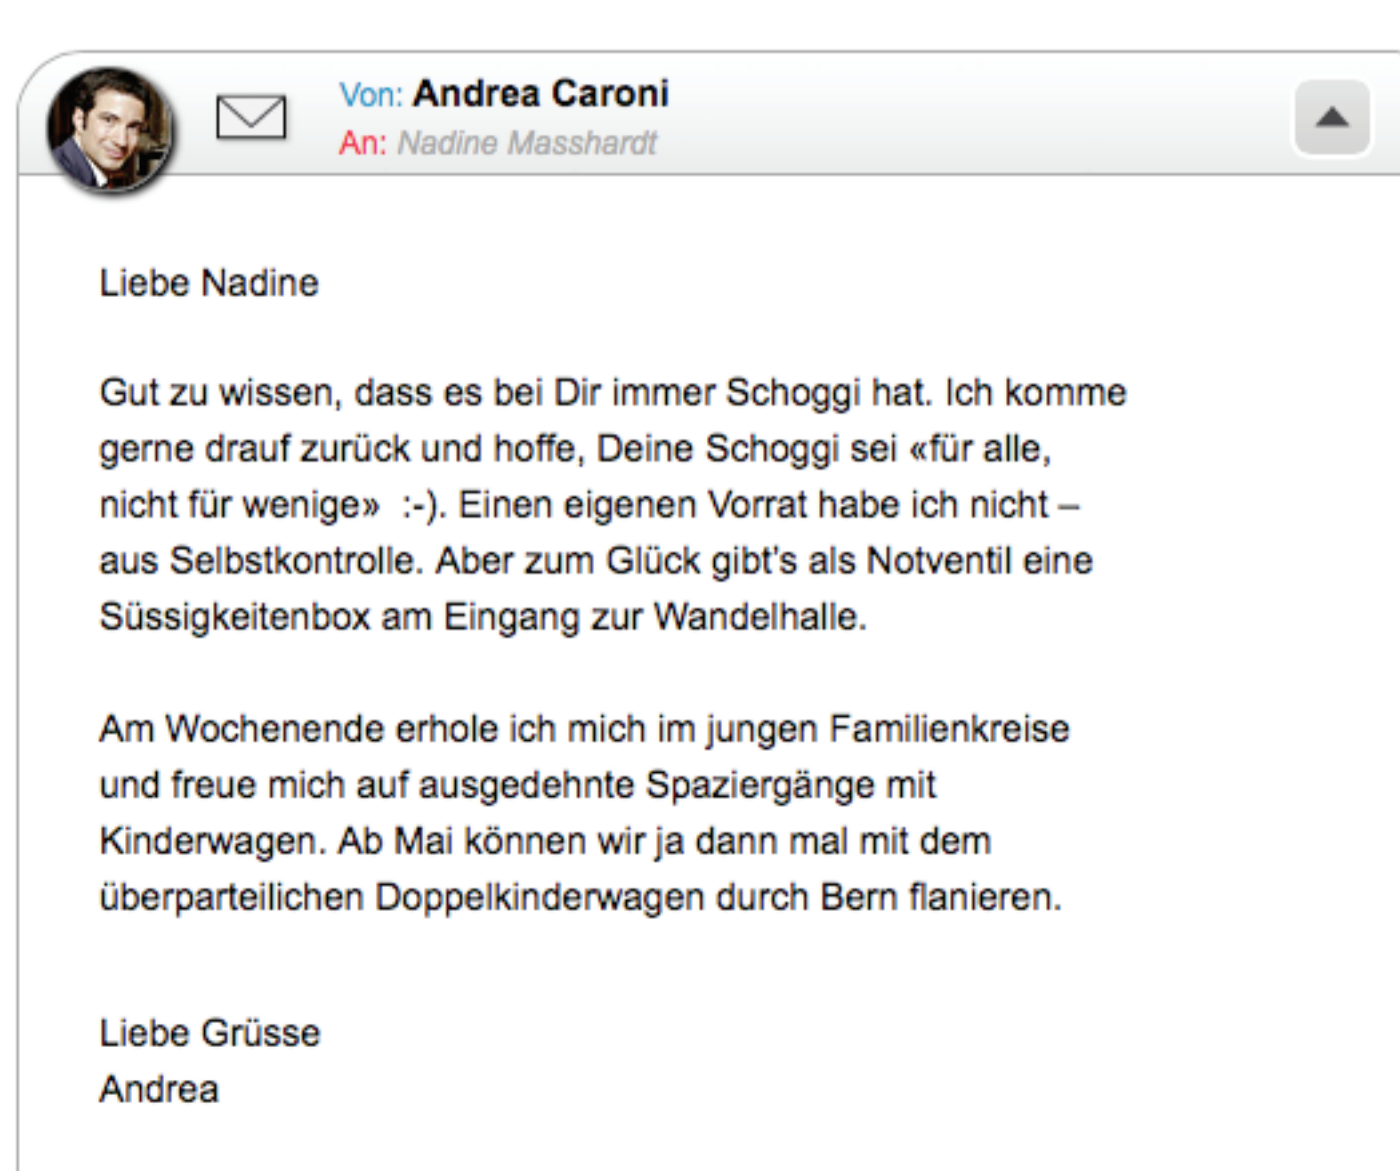 Von: Andrea Caroni
An: Nadine Masshardt
Liebe Nadine
Gut zu wissen, dass es bei Dir immer Schoggi hat. Ich komme
gerne drauf zurück und hoffe, Deine Schoggi sei «für alle,
nicht für wenige»  :-). Einen eigenen Vorrat habe ich nicht –
aus Selbstkontrolle. Aber zum Glück gibt's als Notventil eine
Süssigkeitenbox am Eingang zur Wandelhalle.
Am Wochenende erhole ich mich im jungen Familienkreise
und freue mich auf ausgedehnte Spaziergänge mit
Kinderwagen. Ab Mai können wir ja dann mal mit dem
überparteilichen Doppelkinderwagen durch Bern flanieren.
Liebe Grüsse
Andrea